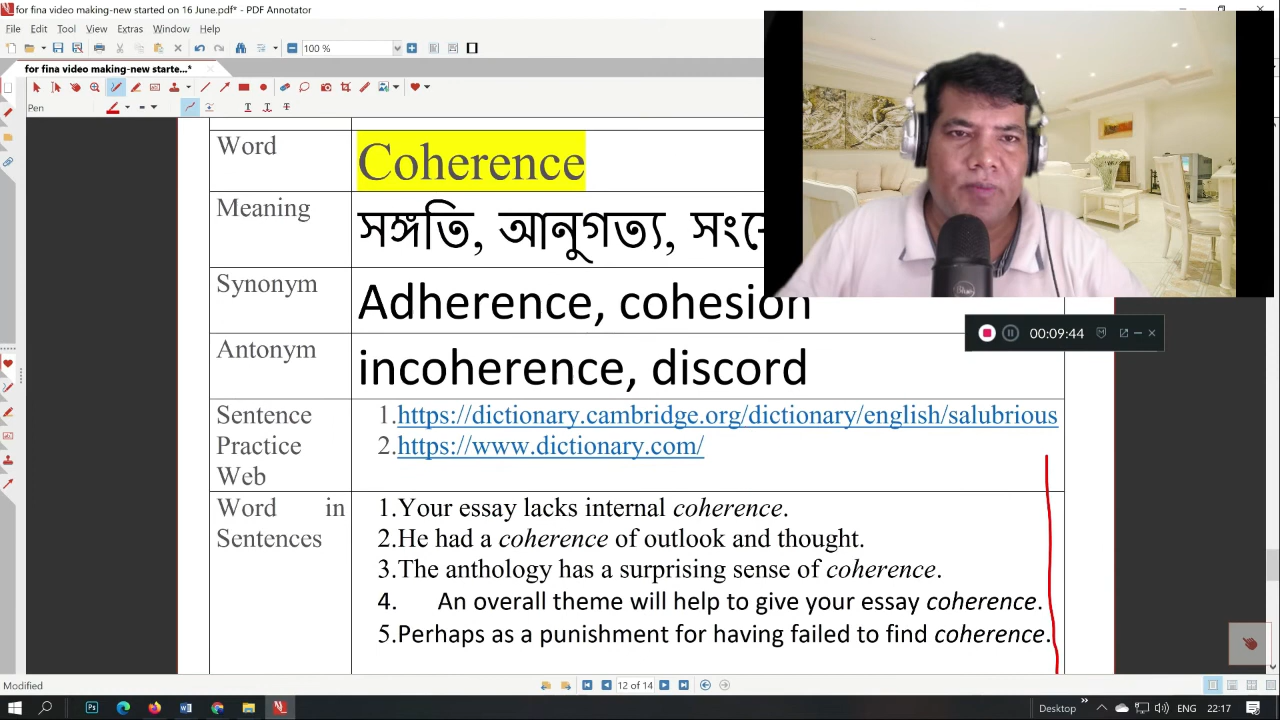 for fina video making-new started on 16 June.pdf* - PDF Annotator
File Edit Tool View Extras Window Help
100 %
for fina video making-new starte...*
Pen
Word
Coherence
Meaning
সঙ্গতি, আনুগত্য,
Synonym
Adherence, cohesion
Antonym
incoherence, discord
Sentence Practice Web
1.https://dictionary.cambridge.org/dictionary/english/salubrious
2.https://www.dictionary.com/
Word in Sentences
1.Your essay lacks internal coherence.
2.He had a coherence of outlook and thought.
3.The anthology has a surprising sense of coherence.
4. An overall theme will help to give your essay coherence.
5.Perhaps as a punishment for having failed to find coherence.
00:09:44
Modified
12 of 14
Desktop
ENG
22:17